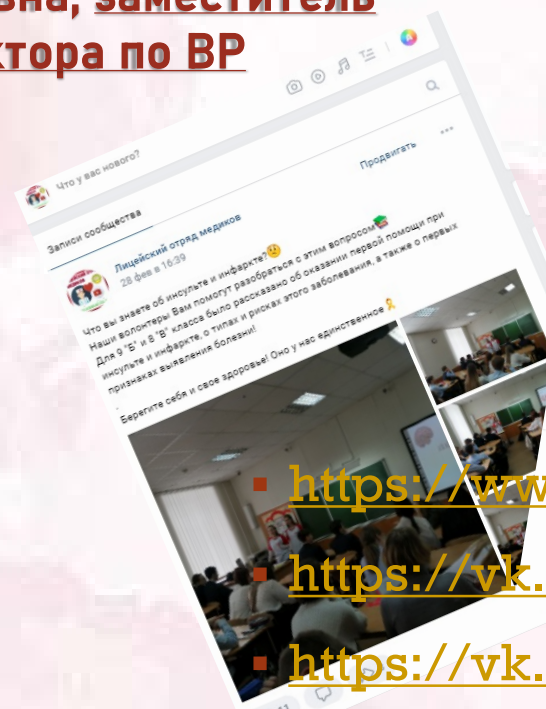 вна, заместитель
ктора по ВР
Что у вас нового?
Записи сообщества
Продвигать
Лицейский отряд медиков
28 фев в 16:39
Что вы знаете об инсульте и инфаркте?
Наши волонтеры Вам помогут разобраться с этим вопросом
Для 9 "Б" и 8 "В" класса было рассказано об оказании первой помощи при
инсульте и инфаркте, о типах и рисках этого заболевания, а также о первых
признаках выявления болезни!
.
Берегите себя и свое здоровье! Оно у нас единственное
https://ww
https://vk.
https://vk.